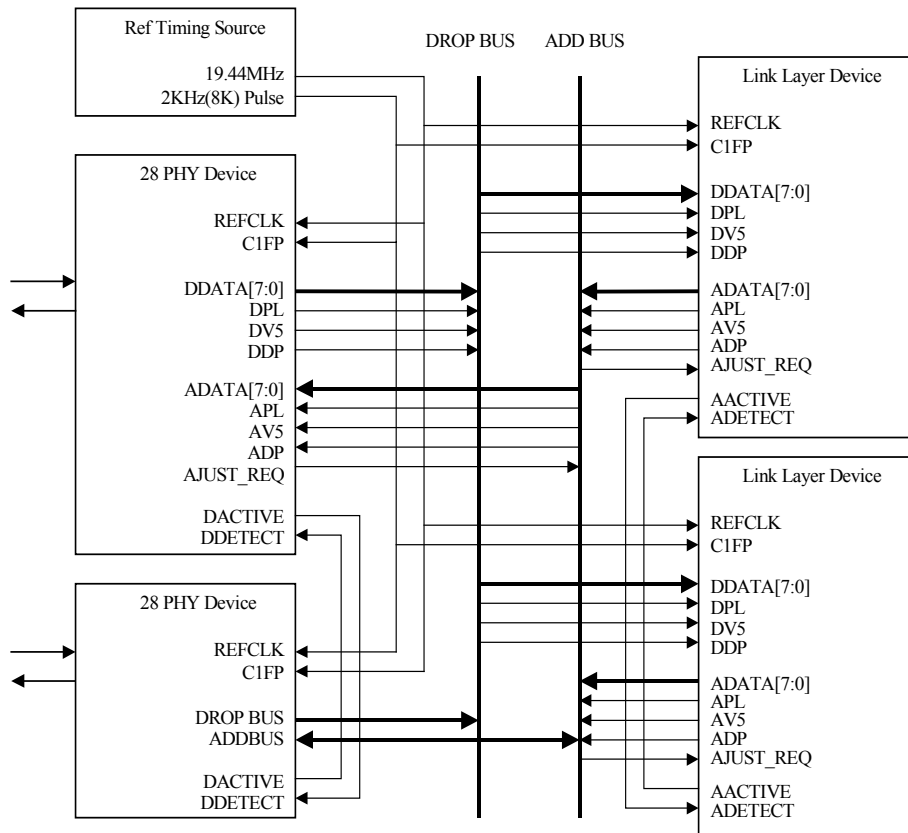 Ref Timing Source
19.44MHz
2KHz(8K) Pulse
DROP BUS
ADD BUS
28 PHY Device
REFCLK
C1FP
DDATA[7:0]
DPL
DV5
DDP
ADATA[7:0]
APL
AV5
ADP
AJUST_REQ
DACTIVE
DDETECT
28 PHY Device
REFCLK
C1FP
DROP BUS
ADDBUS
DACTIVE
DDETECT
Link Layer Device
REFCLK
C1FP
DDATA[7:0]
DPL
DV5
DDP
ADATA[7:0]
APL
AV5
ADP
AJUST_REQ
AACTIVE
ADETECT
Link Layer Device
REFCLK
C1FP
DDATA[7:0]
DPL
DV5
DDP
ADATA[7:0]
APL
AV5
ADP
AJUST_REQ
AACTIVE
ADETECT